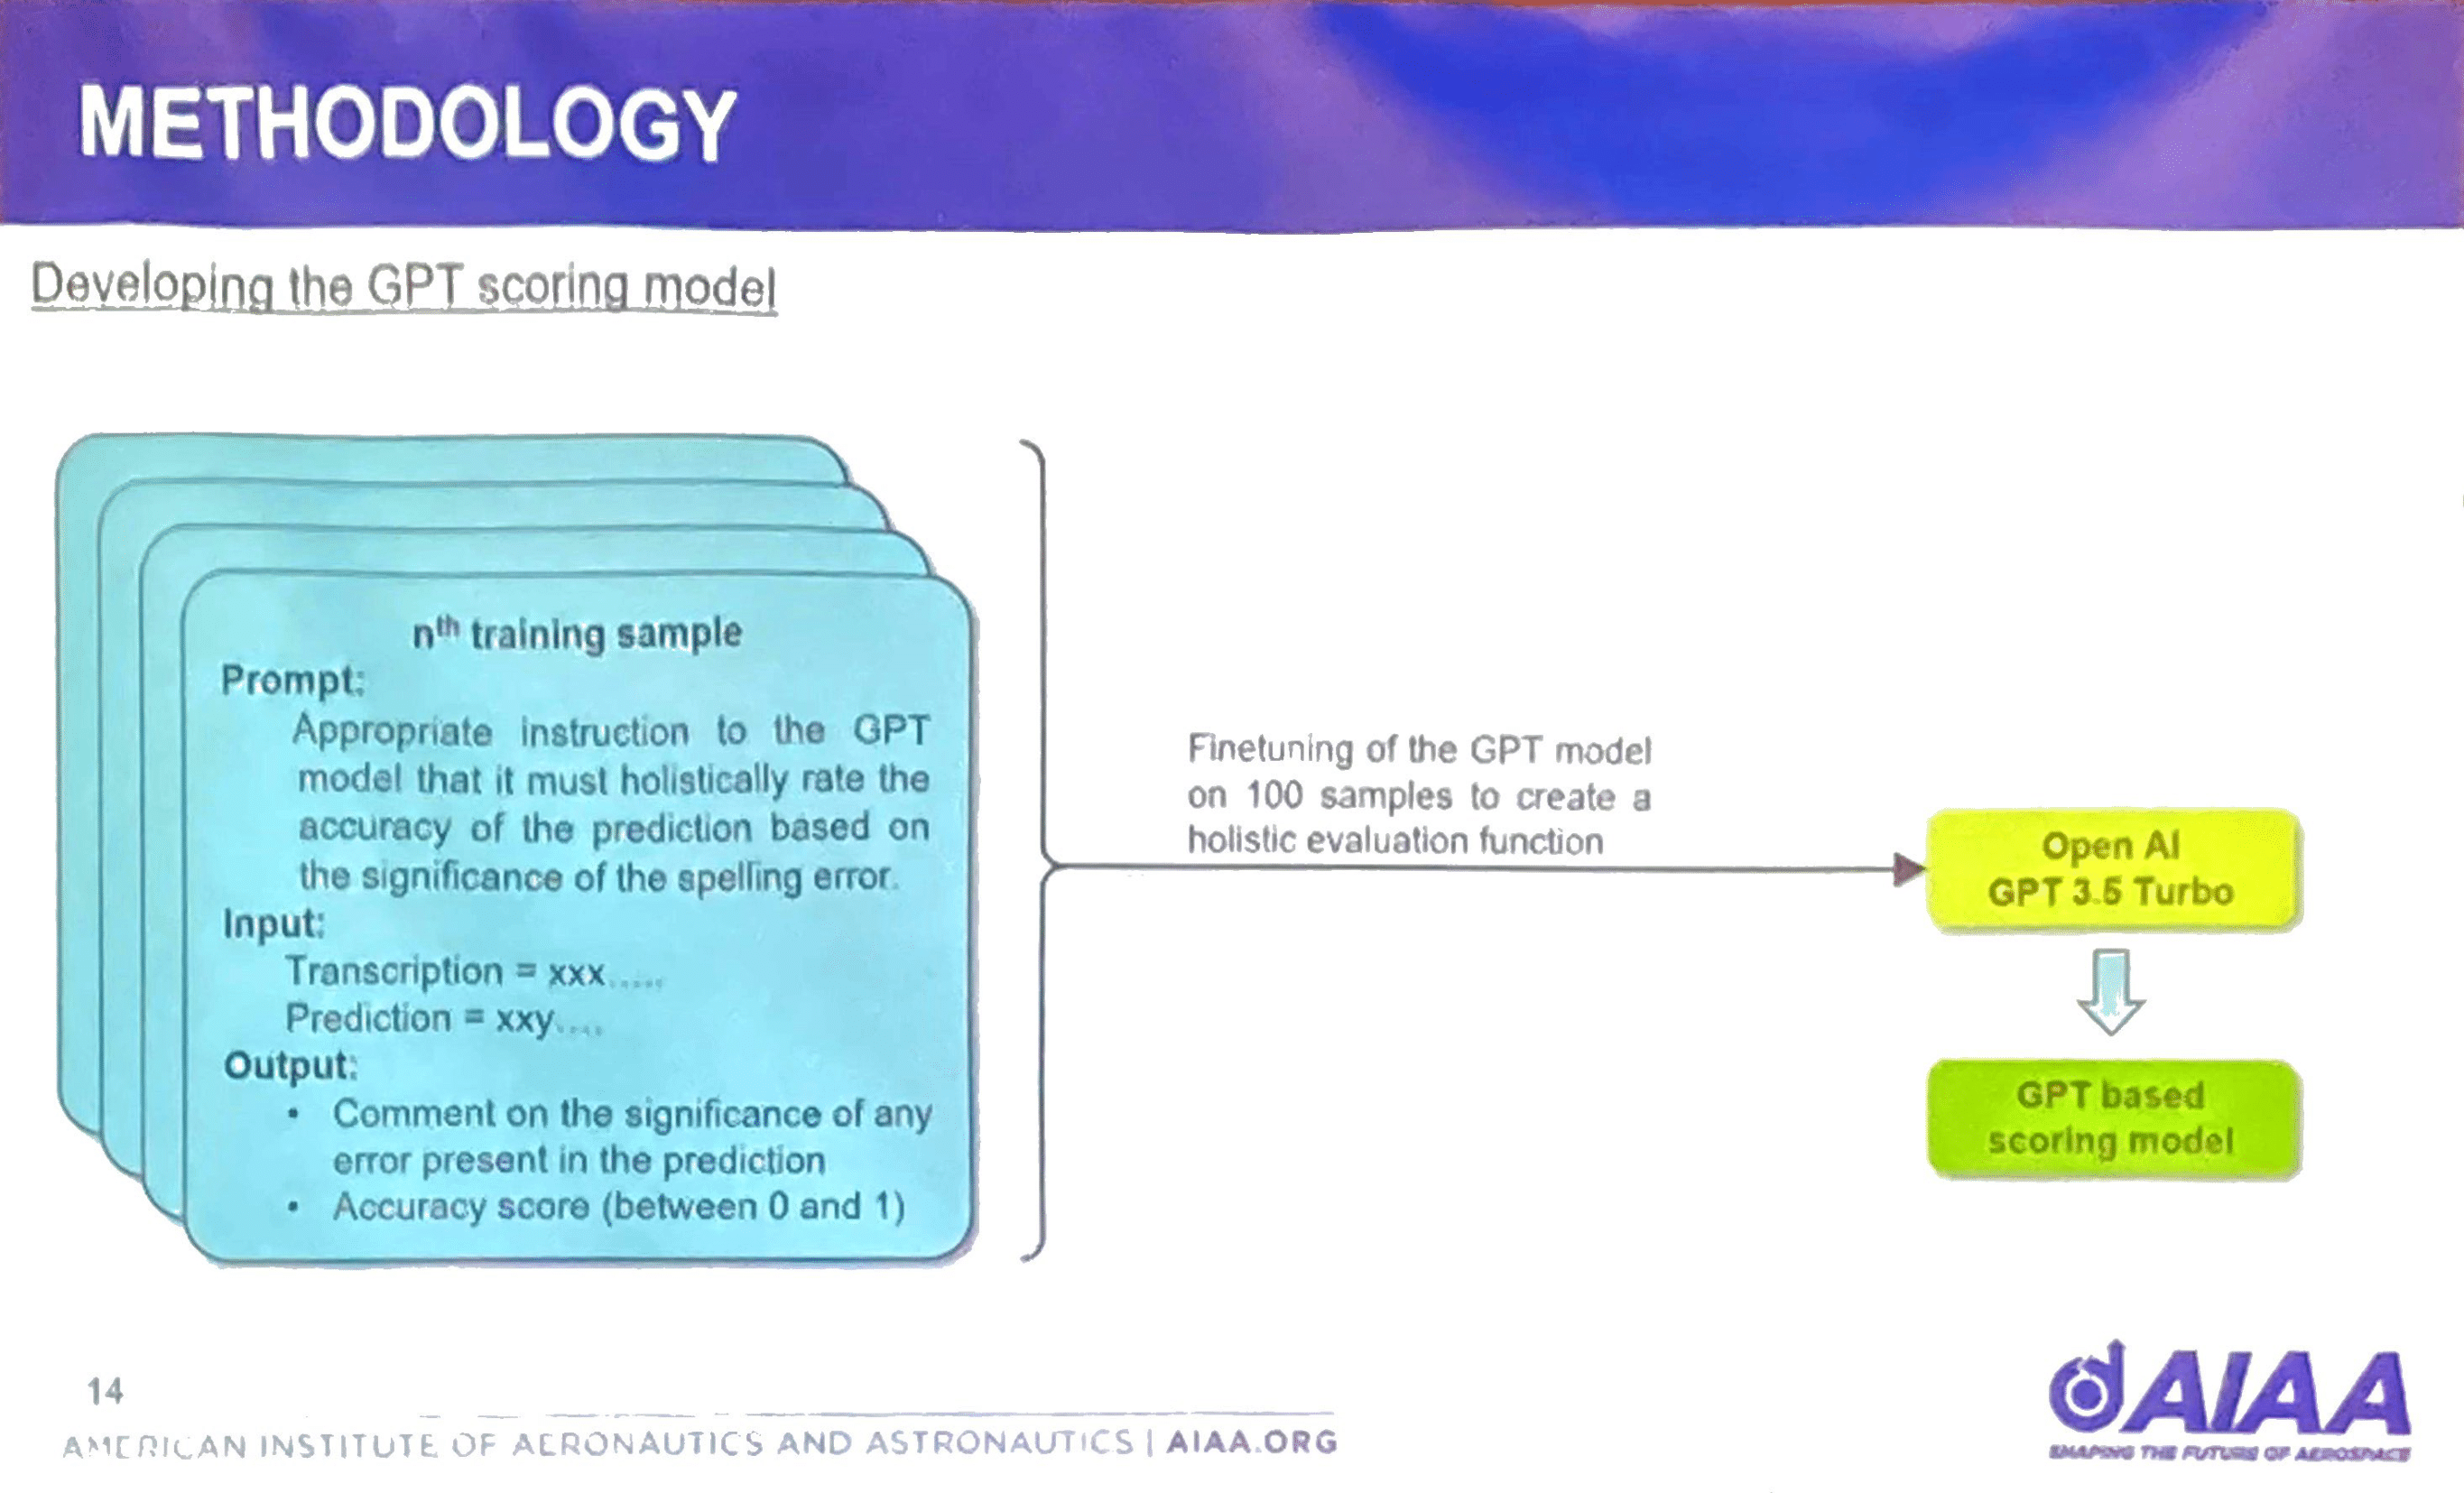 METHODOLOGY
Developing the GPT scoring model
nth training sample
Prompt:
Appropriate instruction to the GPT
model that it must holistically rate the
accuracy of the prediction based on
the significance of the spelling error.
Input:
Transcription = xxx.....
Prediction = xxy....
Output:
• Comment on the significance of any
error present in the prediction
• Accuracy score (between 0 and 1)
Finetuning of the GPT model
on 100 samples to create a
holistic evaluation function
Open AI
GPT 3.5 Turbo
GPT based
scoring model
14
AMERICAN INSTITUTE OF AERONAUTICS AND ASTRONAUTICS | AIAA.ORG
AIAA
SHAPING THE FUTURE OF AEROSPACE